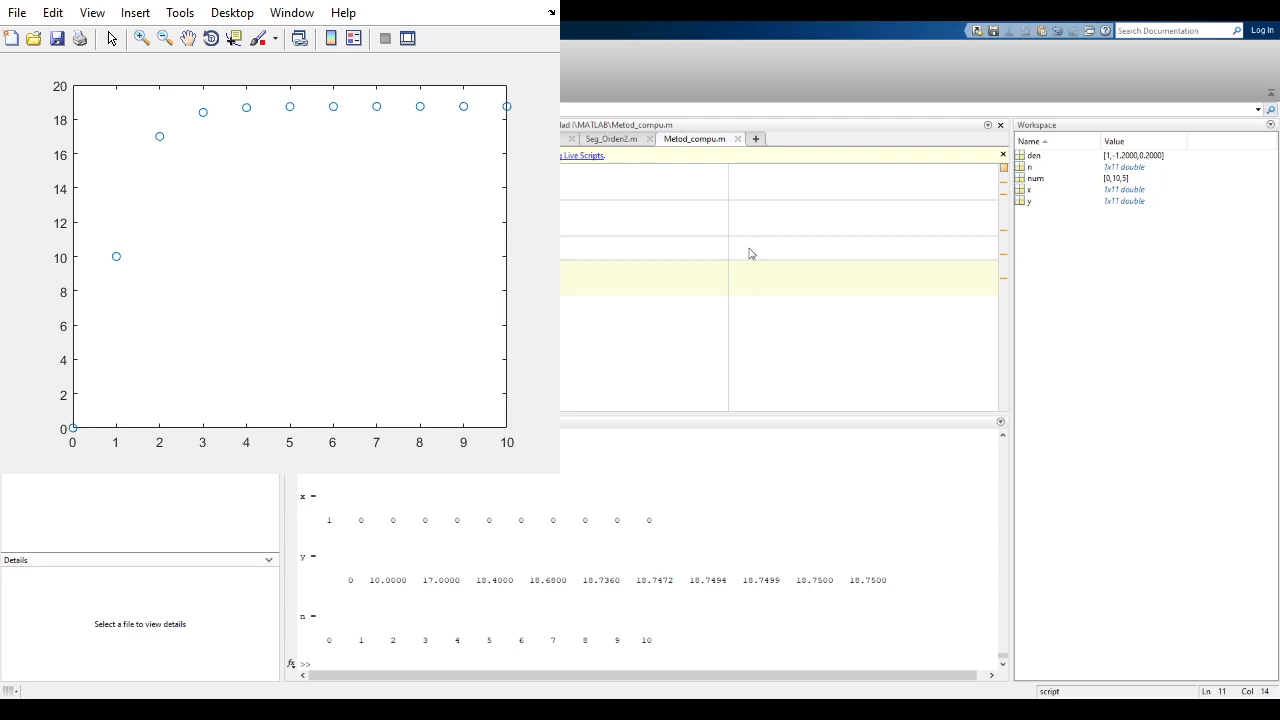 File Edit View Insert Tools Desktop Window Help
Search Documentation
Log In
20
18
16
14
12
10
8
6
4
2
0
0 1 2 3 4 5 6 7 8 9 10
lad I\MATLAB\Metod_compu.m
Seg_Orden2.m Metod_compu.m +
g Live Scripts.
Workspace
Name Value
den [1,-1.2000,0.2000]
n 1x11 double
num [0,10,5]
x 1x11 double
y 1x11 double
x =
1 0 0 0 0 0 0 0 0 0 0
y =
0 10.0000 17.0000 18.4000 18.6800 18.7360 18.7472 18.7494 18.7499 18.7500 18.7500
n =
0 1 2 3 4 5 6 7 8 9 10
fx >>
Details
Select a file to view details
script Ln 11 Col 14